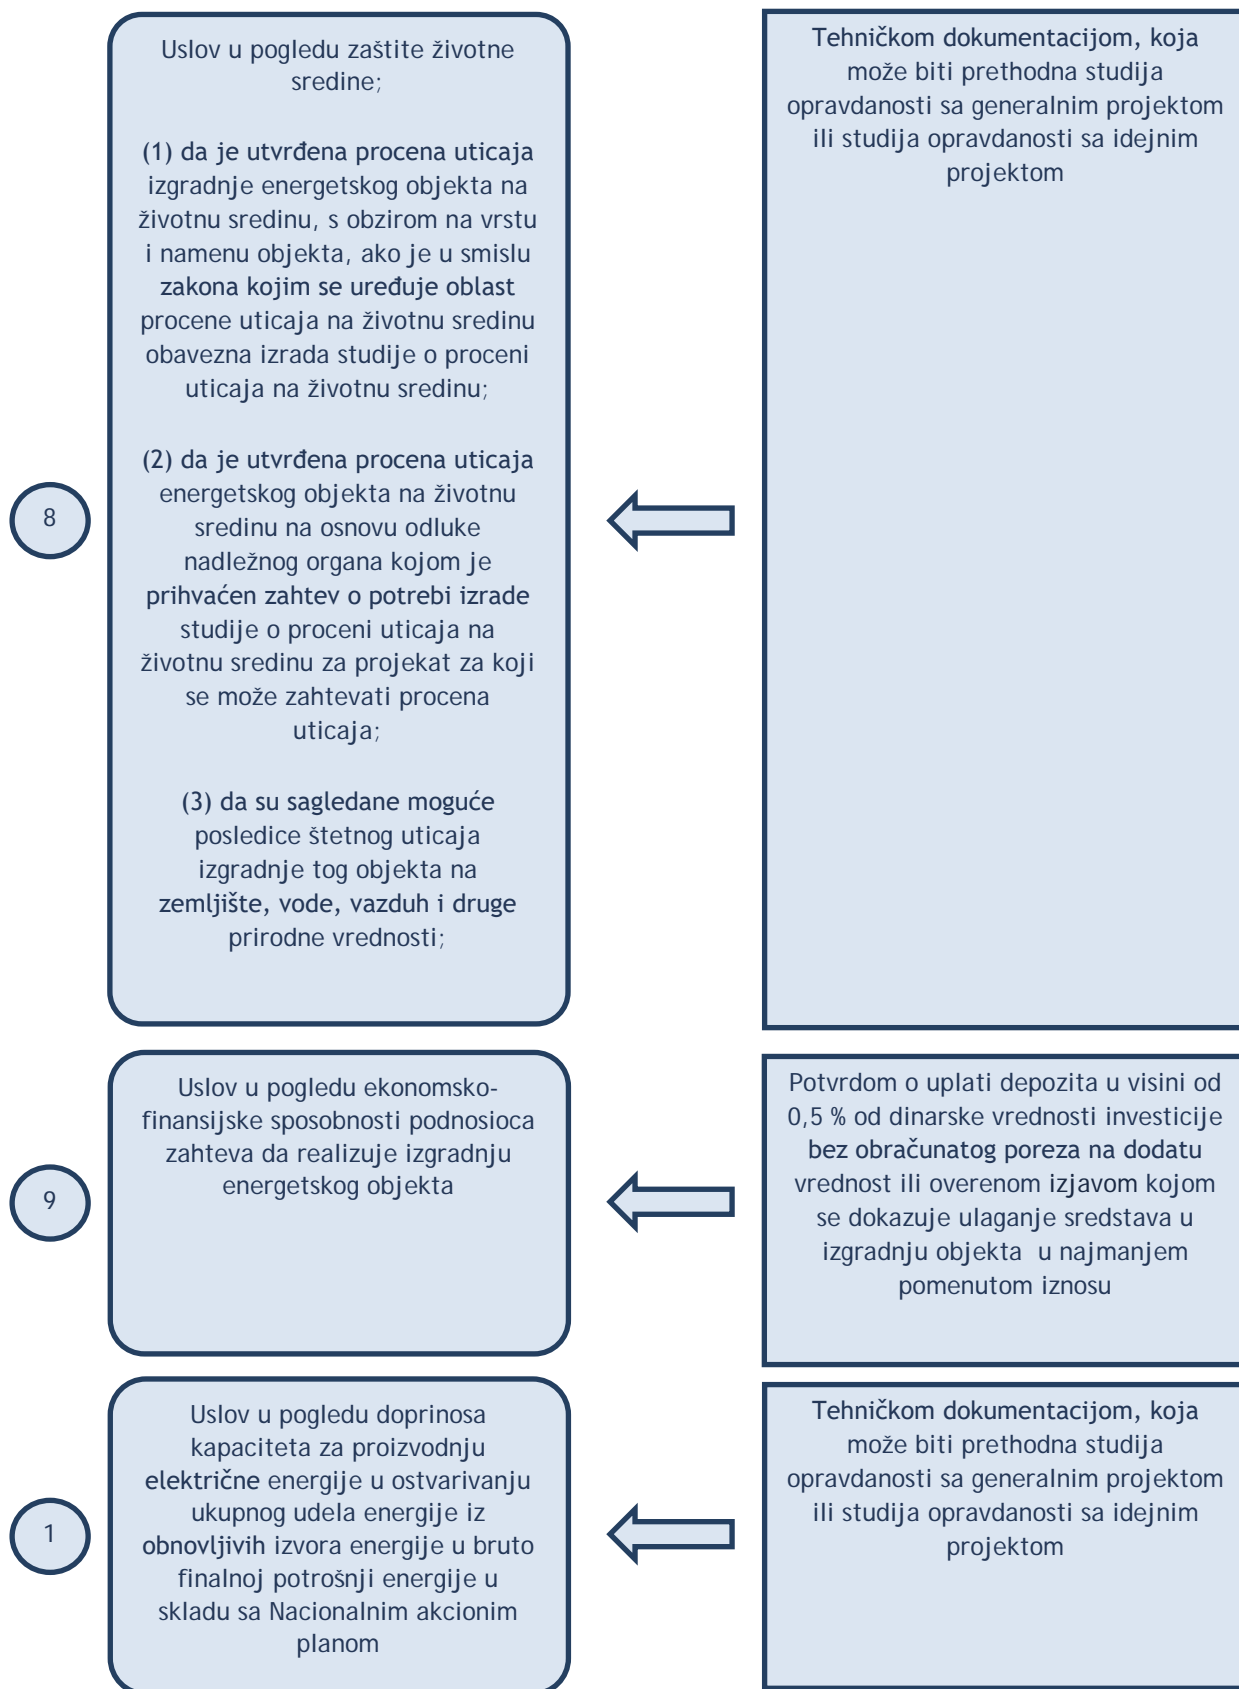 Uslov u pogledu zaštite životne
sredine;
(1) da je utvrđena procena uticaja
izgradnje energetskog objekta na
životnu sredinu, s obzirom na vrstu
i namenu objekta, ako je u smislu
zakona kojim se uređuje oblast
procene uticaja na životnu sredinu
obavezna izrada studije o proceni
uticaja na životnu sredinu;
(2) da je utvrđena procena uticaja
energetskog objekta na životnu
sredinu na osnovu odluke
nadležnog organa kojom je
prihvaćen zahtev o potrebi izrade
studije o proceni uticaja na
životnu sredinu za projekat za koji
se može zahtevati procena
uticaja;
(3) da su sagledane moguće
posledice štetnog uticaja
izgradnje tog objekta na
zemljište, vode, vazduh i druge
prirodne vrednosti;
8
Tehničkom dokumentacijom, koja
može biti prethodna studija
opravdanosti sa generalnim projektom
ili studija opravdanosti sa idejnim
projektom
Uslov u pogledu ekonomsko-
finansijske sposobnosti podnosioca
zahteva da realizuje izgradnju
energetskog objekta
9
Potvrdom o uplati depozita u visini od
0,5 % od dinarske vrednosti investicije
bez obračunatog poreza na dodatu
vrednost ili overenom izjavom kojom
se dokazuje ulaganje sredstava u
izgradnju objekta u najmanjem
pomenutom iznosu
Uslov u pogledu doprinosa
kapaciteta za proizvodnju
električne energije u ostvarivanju
ukupnog udela energije iz
obnovljivih izvora energije u bruto
finalnoj potrošnji energije u
skladu sa Nacionalnim akcionim
planom
1
Tehničkom dokumentacijom, koja
može biti prethodna studija
opravdanosti sa generalnim projektom
ili studija opravdanosti sa idejnim
projektom